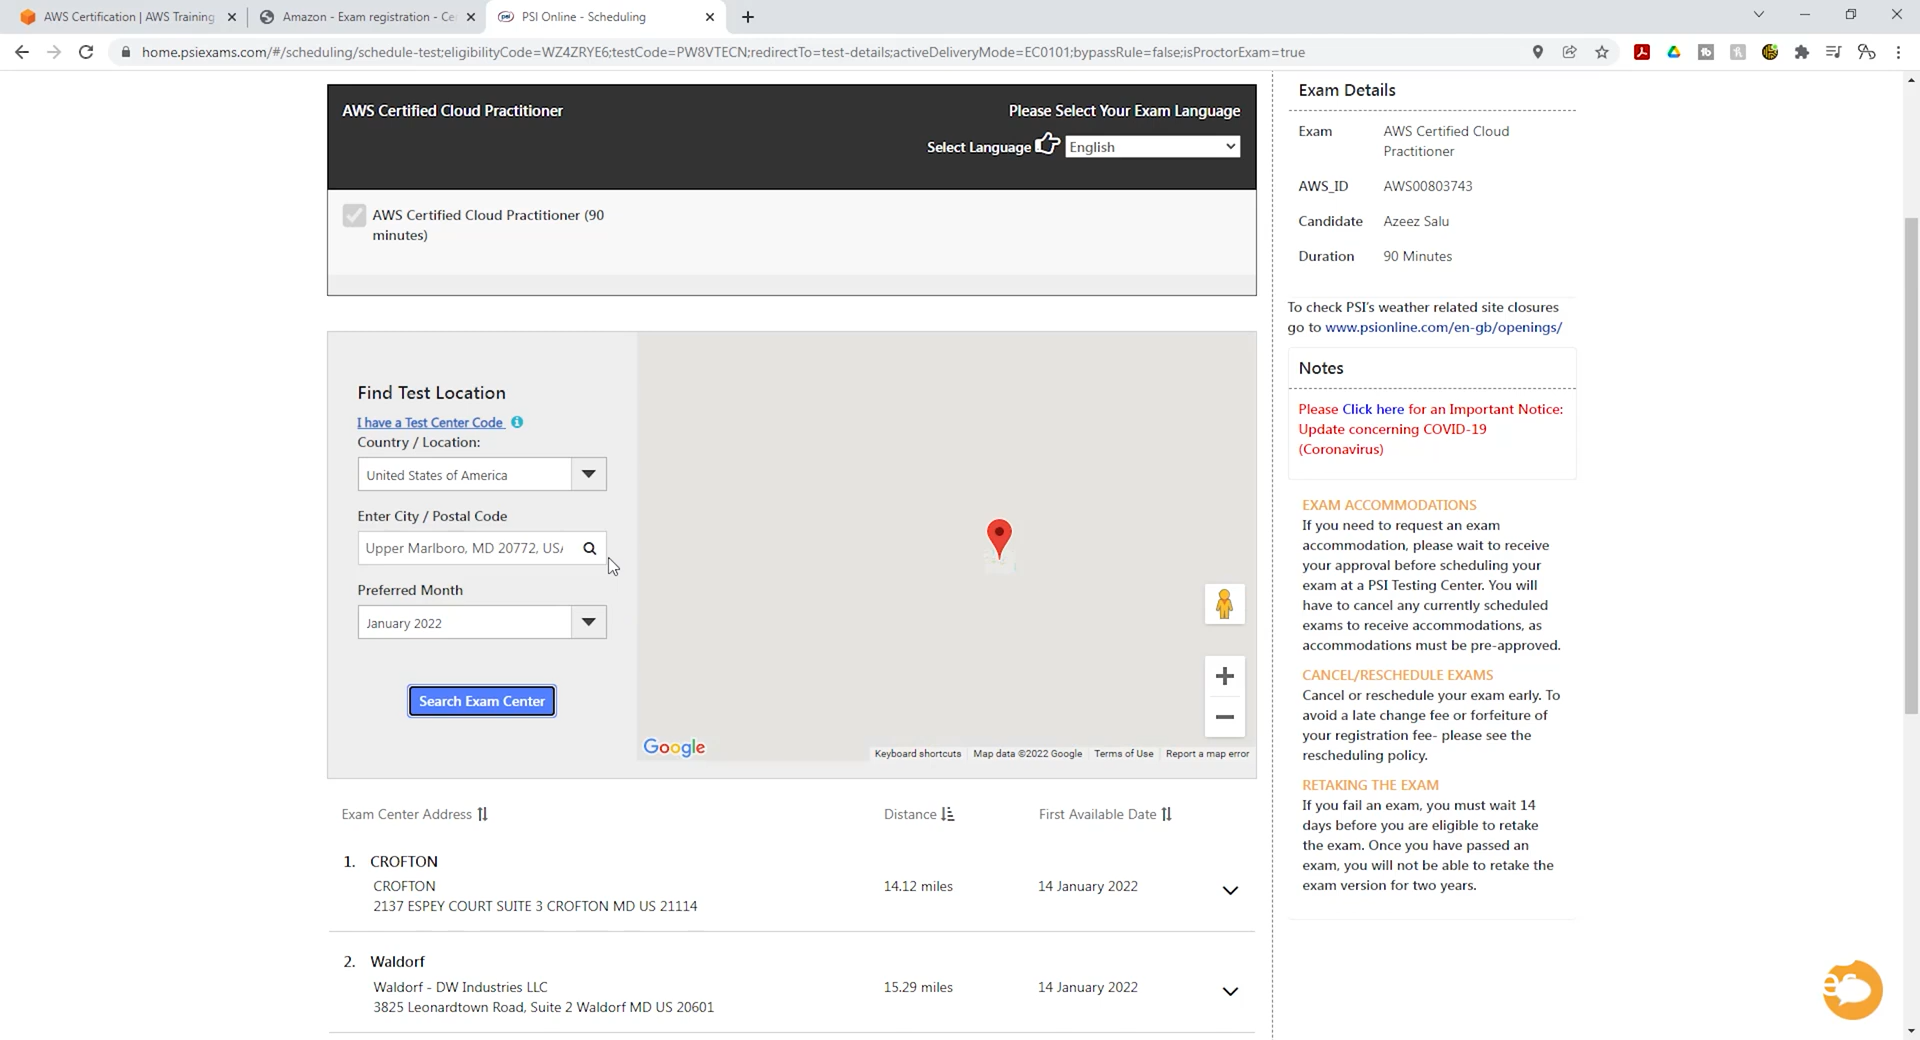 AWS Certification | AWS Training
Amazon - Exam registration - Ce
PSI Online - Scheduling
home.psiexams.com/#/scheduling/schedule-test;eligibilityCode=WZ4ZRYE6;testCode=PW8VTECN;redirectTo=test-details;activeDeliveryMode=EC0101;bypassRule=false;isProctorExam=true
AWS Certified Cloud Practitioner
Please Select Your Exam Language
Select Language
English
AWS Certified Cloud Practitioner (90
minutes)
Find Test Location
I have a Test Center Code
Country / Location:
United States of America
Enter City / Postal Code
Upper Marlboro, MD 20772, USA
Preferred Month
January 2022
Search Exam Center
Google
Keyboard shortcuts
Map data ©2022 Google
Terms of Use
Report a map error
Exam Center Address
Distance
First Available Date
1. CROFTON
CROFTON
2137 ESPEY COURT SUITE 3 CROFTON MD US 21114
14.12 miles
14 January 2022
2. Waldorf
Waldorf - DW Industries LLC
3825 Leonardtown Road, Suite 2 Waldorf MD US 20601
15.29 miles
14 January 2022
Exam Details
Exam
AWS Certified Cloud
Practitioner
AWS_ID
AWS00803743
Candidate
Azeez Salu
Duration
90 Minutes
To check PSI's weather related site closures
go to www.psionline.com/en-gb/openings/
Notes
Please Click here for an Important Notice:
Update concerning COVID-19
(Coronavirus)
EXAM ACCOMMODATIONS
If you need to request an exam
accommodation, please wait to receive
your approval before scheduling your
exam at a PSI Testing Center. You will
have to cancel any currently scheduled
exams to receive accommodations, as
accommodations must be pre-approved.
CANCEL/RESCHEDULE EXAMS
Cancel or reschedule your exam early. To
avoid a late change fee or forfeiture of
your registration fee- please see the
rescheduling policy.
RETAKING THE EXAM
If you fail an exam, you must wait 14
days before you are eligible to retake
the exam. Once you have passed an
exam, you will not be able to retake the
exam version for two years.